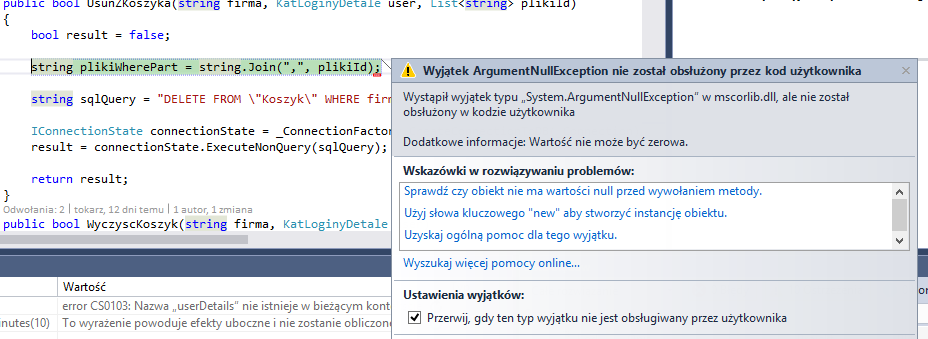 public bool UsunZKoszyka(string firma, KatLoginyDetale user, List<string> plikiId)
{
bool result = false;
string plikiWherePart = string.Join(",", plikiId);
string sqlQuery = "DELETE FROM \"Koszyk\" WHERE firm
IConnectionState connectionState = _ConnectionFactor
result = connectionState.ExecuteNonQuery(sqlQuery);
return result;
}
Odwołania: 2 | tokarz, 12 dni temu | 1 autor, 1 zmiana
public bool WyczyscKoszyk(string firma, KatLoginyDetale
Wyjątek ArgumentNullException nie został obsłużony przez kod użytkownika
Wystąpił wyjątek typu „System.ArgumentNullException” w mscorlib.dll, ale nie został
obsłużony w kodzie użytkownika
Dodatkowe informacje: Wartość nie może być zerowa.
Wskazówki w rozwiązywaniu problemów:
Sprawdź czy obiekt nie ma wartości null przed wywołaniem metody.
Użyj słowa kluczowego "new" aby stworzyć instancję obiektu.
Uzyskaj ogólną pomoc dla tego wyjątku.
Wyszukaj więcej pomocy online...
Ustawienia wyjątków:
Przerwij, gdy ten typ wyjątku nie jest obsługiwany przez użytkownika
Wartość
error CS0103: Nazwa „userDetails” nie istnieje w bieżącym kont
nutes(10) To wyrażenie powoduje efekty uboczne i nie zostanie obliczon